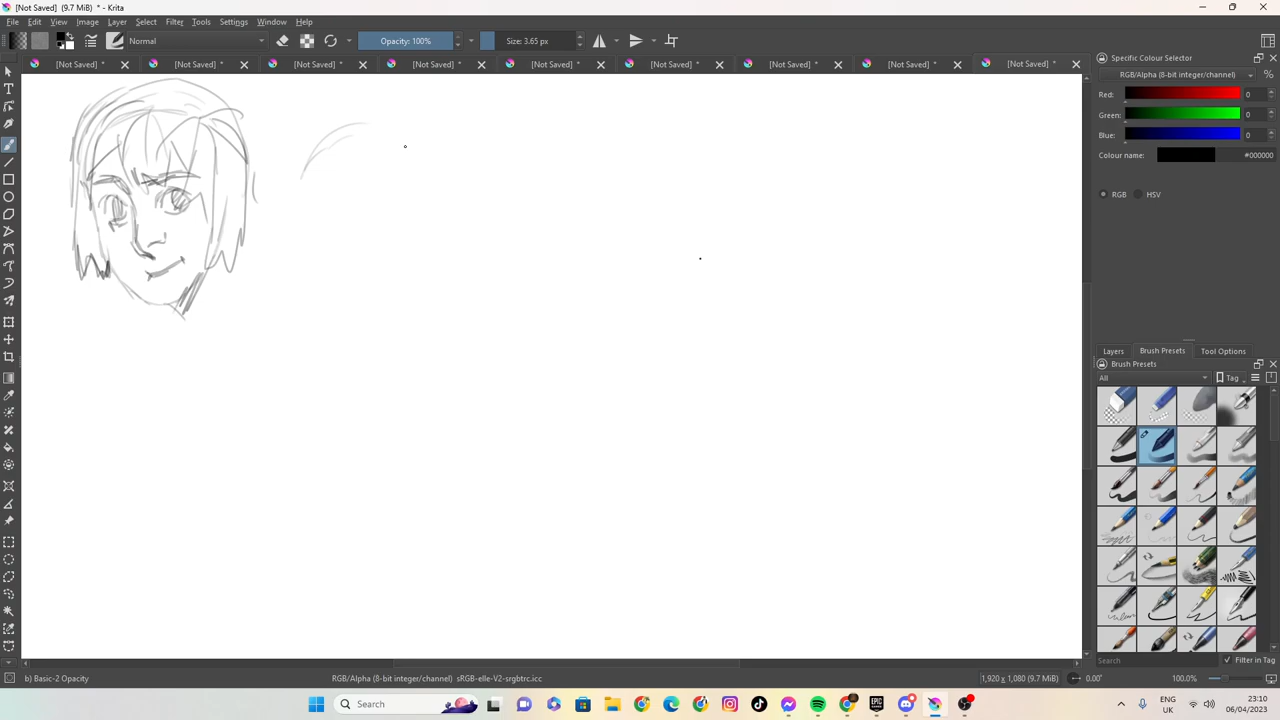 [Not Saved] (9.7 MiB) * - Krita
File Edit View Image Layer Select Filter Tools Settings Window Help
Normal Opacity: 100% Size: 3.65 px
[Not Saved] * [Not Saved] * [Not Saved] * [Not Saved] * [Not Saved] * [Not Saved] * [Not Saved] * [Not Saved] * [Not Saved] *
Specific Colour Selector
RGB/Alpha (8-bit integer/channel) %
Red: 0
Green: 0
Blue: 0
Colour name: #000000
RGB HSV
Layers Brush Presets Tool Options
Brush Presets
All Tag
Search Filter in Tag
b) Basic-2 Opacity RGB/Alpha (8-bit integer/channel) sRGB-elle-V2-srgbtrc.icc 1,920 x 1,080 (9.7 MiB) 0.00° 100.0%
Search
ENG
UK
23:10
06/04/2023